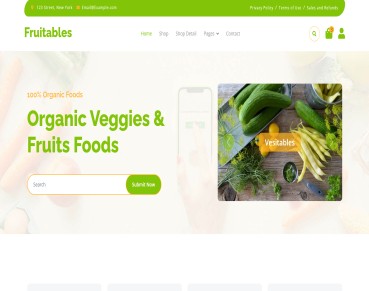 123 Street, New York Email@Example.com Privacy Policy / Terms of Use / Sales and Refunds
Fruitables Home Shop Shop Detail Pages Contact
100% Organic Foods
Organic Veggies &
Fruits Foods
Vesitables
Search Submit Now